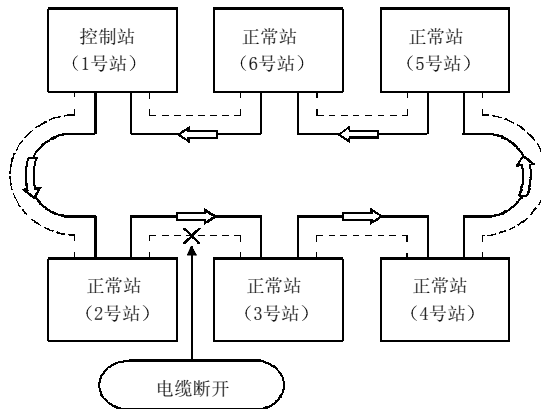 控制站
（1号站）
正常站
（6号站）
正常站
（5号站）
正常站
（2号站）
正常站
（3号站）
正常站
（4号站）
电缆断开